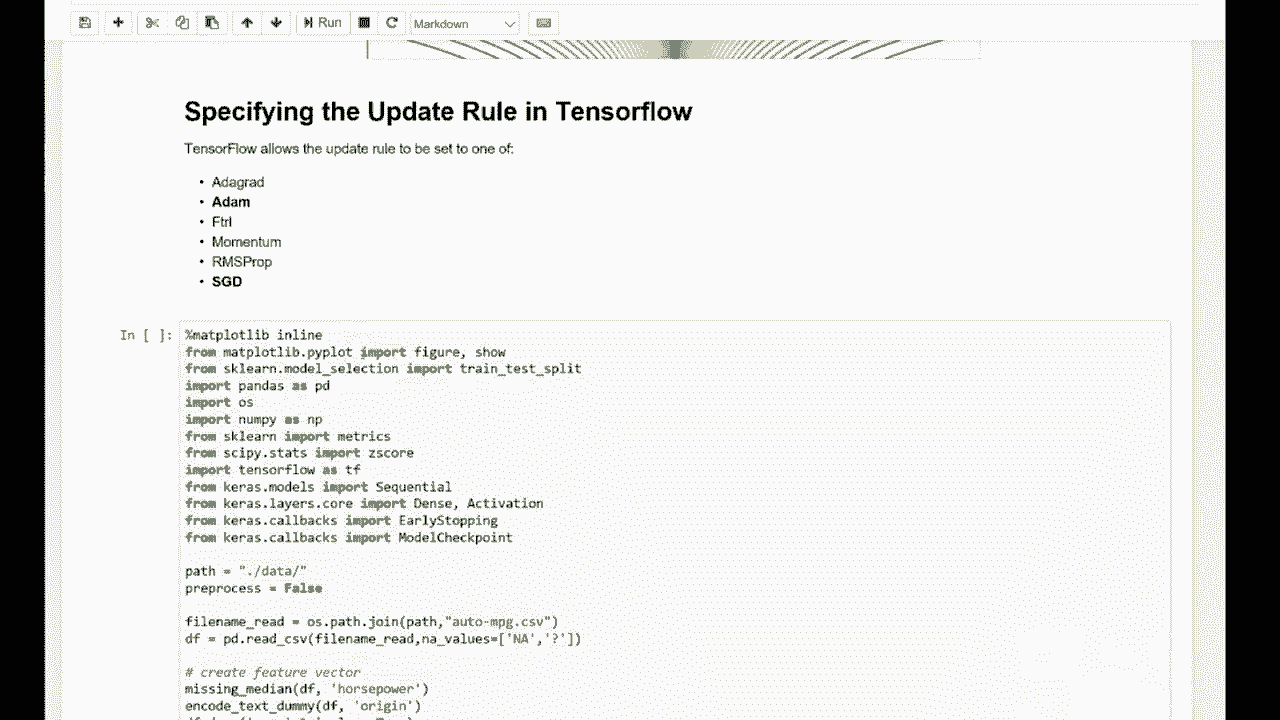 Run
Markdown
Specifying the Update Rule in Tensorflow
TensorFlow allows the update rule to be set to one of:
• Adagrad
• Adam
• Ftrl
• Momentum
• RMSProp
• SGD
In [ ]:
%matplotlib inline
from matplotlib.pyplot import figure, show
from sklearn.model_selection import train_test_split
import pandas as pd
import os
import numpy as np
from sklearn import metrics
from scipy.stats import zscore
import tensorflow as tf
from keras.models import Sequential
from keras.layers.core import Dense, Activation
from keras.callbacks import EarlyStopping
from keras.callbacks import ModelCheckpoint
path = "./data/"
preprocess = False
filename_read = os.path.join(path,"auto-mpg.csv")
df = pd.read_csv(filename_read,na_values=['NA','?'])
# create feature vector
missing_median(df, 'horsepower')
encode_text_dummy(df, 'origin')